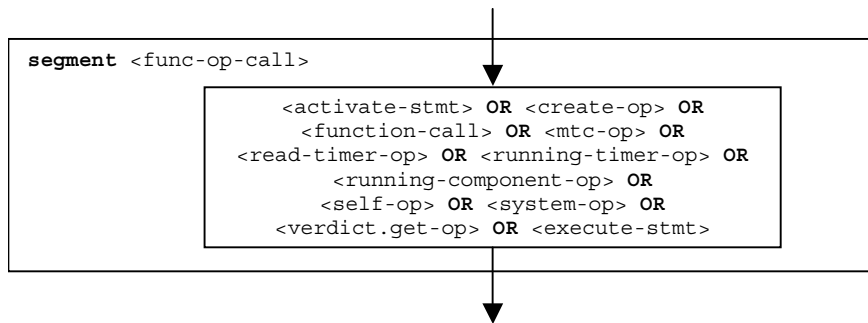 segment <func-op-call>
<activate-stmt> OR <create-op> OR
<function-call> OR <mtc-op> OR
<read-timer-op> OR <running-timer-op> OR
<running-component-op> OR
<self-op> OR <system-op> OR
<verdict.get-op> OR <execute-stmt>